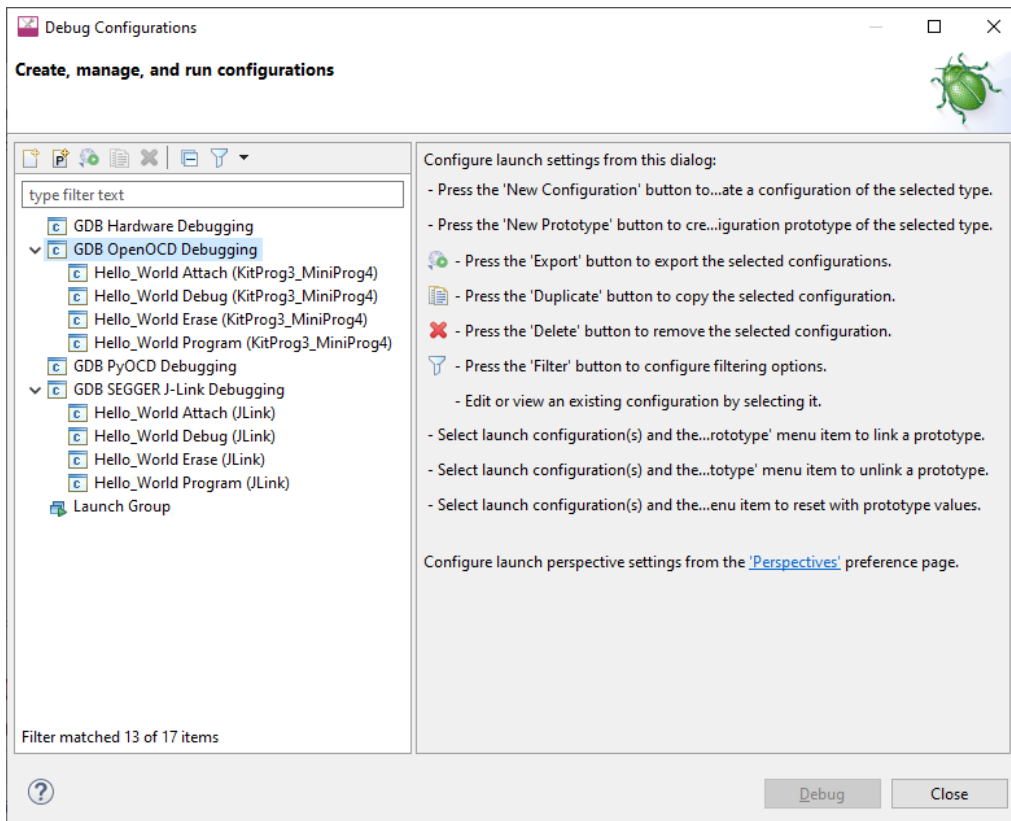 Debug Configurations
Create, manage, and run configurations
type filter text
GDB Hardware Debugging
GDB OpenOCD Debugging
Hello_World Attach (KitProg3_MiniProg4)
Hello_World Debug (KitProg3_MiniProg4)
Hello_World Erase (KitProg3_MiniProg4)
Hello_World Program (KitProg3_MiniProg4)
GDB PyOCD Debugging
GDB SEGGER J-Link Debugging
Hello_World Attach (JLink)
Hello_World Debug (JLink)
Hello_World Erase (JLink)
Hello_World Program (JLink)
Launch Group
Filter matched 13 of 17 items
Configure launch settings from this dialog:
- Press the 'New Configuration' button to...ate a configuration of the selected type.
- Press the 'New Prototype' button to cre...iguration prototype of the selected type.
- Press the 'Export' button to export the selected configurations.
- Press the 'Duplicate' button to copy the selected configuration.
- Press the 'Delete' button to remove the selected configuration.
- Press the 'Filter' button to configure filtering options.
- Edit or view an existing configuration by selecting it.
- Select launch configuration(s) and the...rototype' menu item to link a prototype.
- Select launch configuration(s) and the...totype' menu item to unlink a prototype.
- Select launch configuration(s) and the...enu item to reset with prototype values.
Configure launch perspective settings from the 'Perspectives' preference page.
Debug
Close